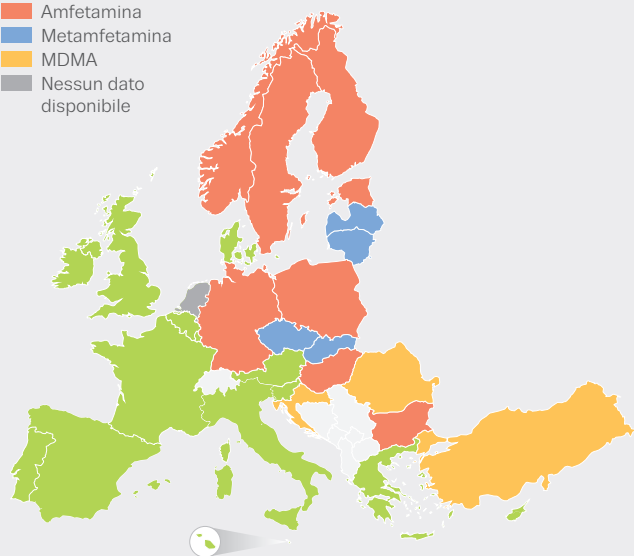 Amfetamina
Metamfetamina
MDMA
Nessun dato
disponibile